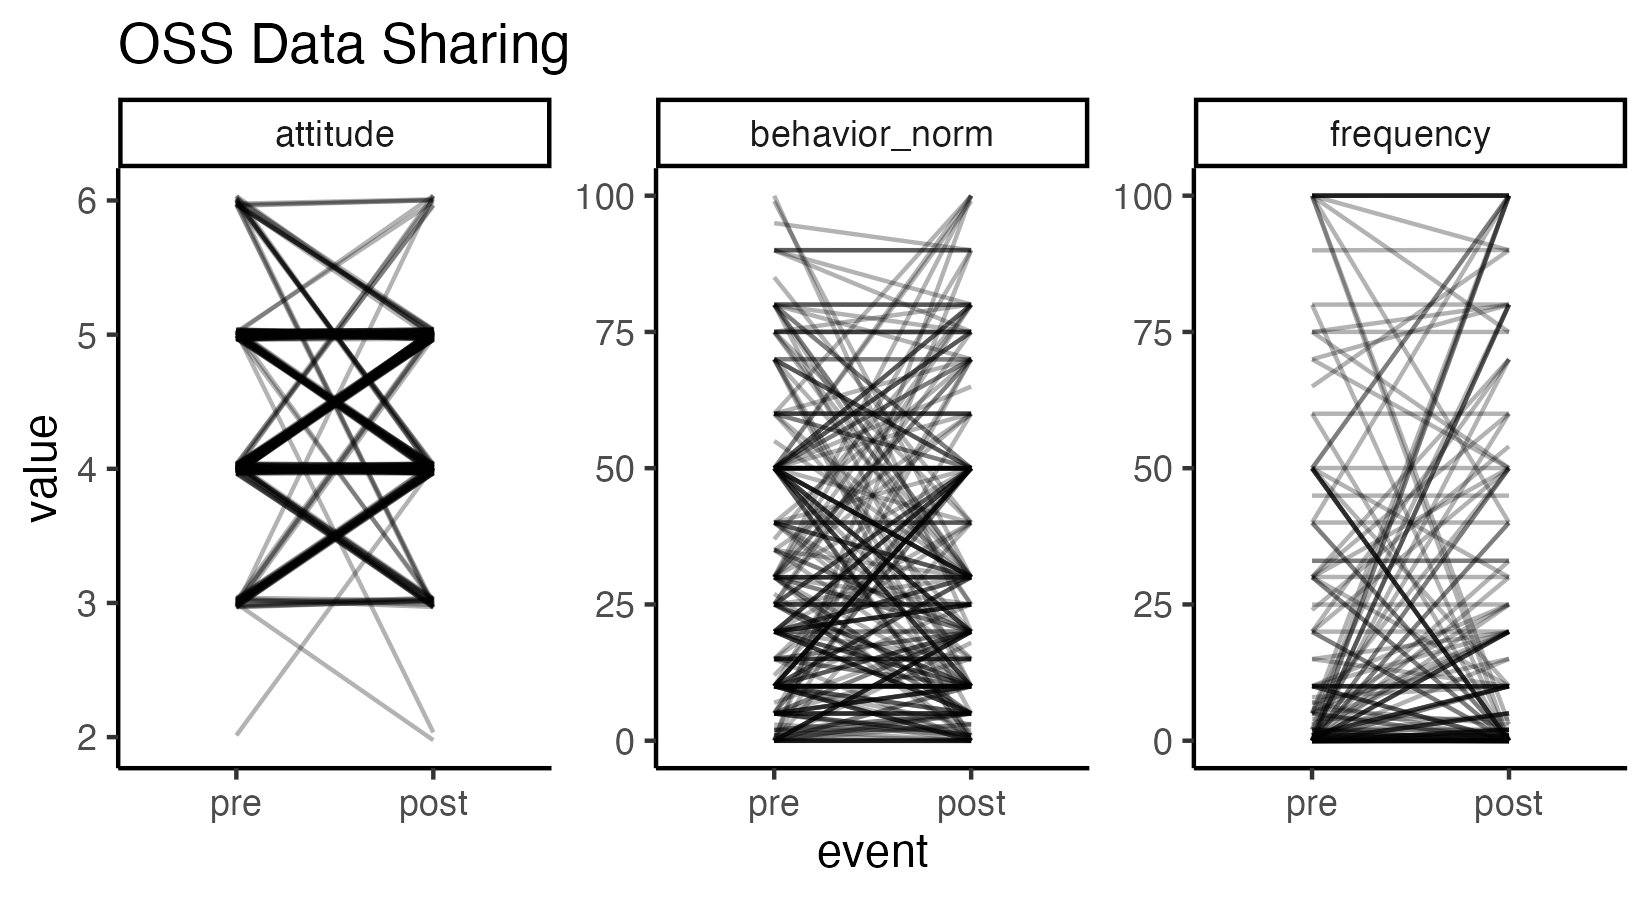 OSS Data Sharing
attitude
behavior_norm
frequency
value
6
5
4
3
2
pre
post
100
75
50
25
0
pre
post
100
75
50
25
0
pre
post
event